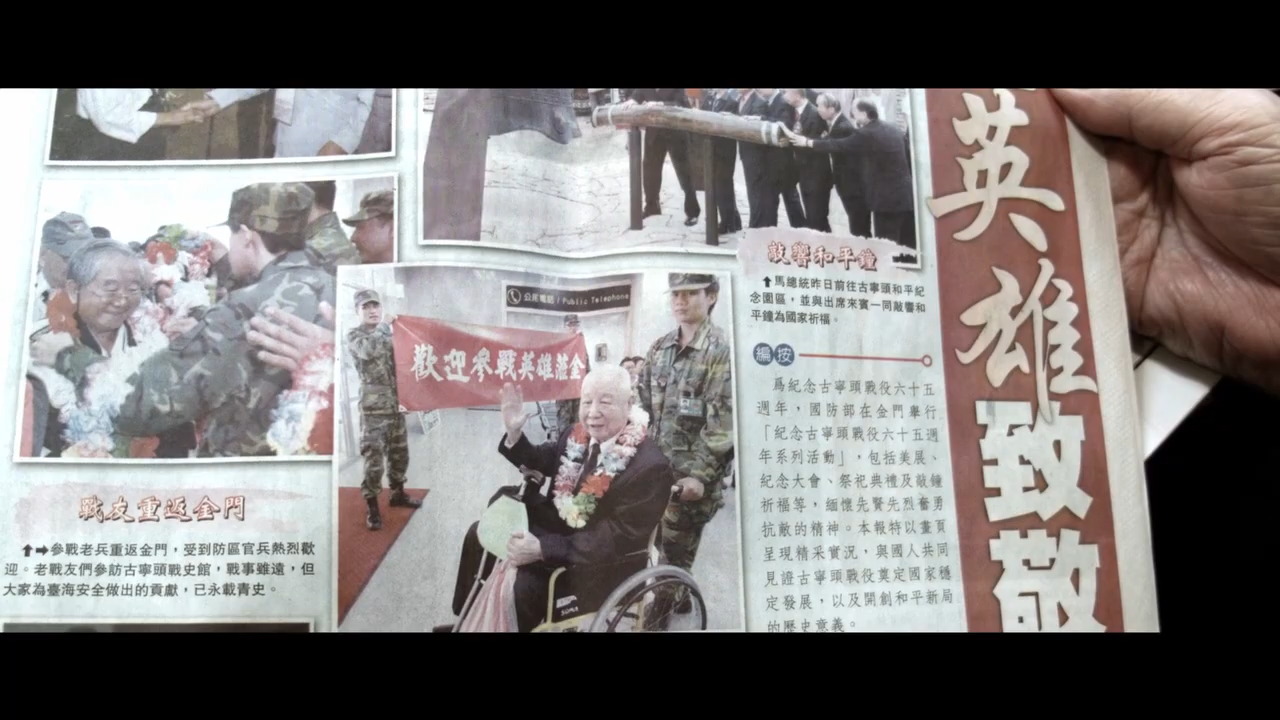 英雄致敬
敲響和平鐘
⬆馬總統昨日前往古寧頭和平紀
念園區，並與出席來賓一同敲響和
平鐘為國家祈福。
編按
爲紀念古寧頭戰役六十五
週年，國防部在金門舉行
「紀念古寧頭戰役六十五週
年系列活動」，包括美展、
紀念大會、祭祀典禮及敲鐘
祈福等，緬懷先賢先烈奮勇
抗敵的精神。本報特以畫頁
呈現精采實況，與國人共同
見證古寧頭戰役奠定國家穩
定發展，以及開創和平新局
的歷史意義。
公用電話 / Public Telephone
歡迎參戰英雄蒞金
SOMA
戰友重返金門
⬆➡參戰老兵重返金門，受到防區官兵熱烈歡
迎。老戰友們參訪古寧頭戰史館，戰事雖遠，但
大家為臺海安全做出的貢獻，已永載青史。